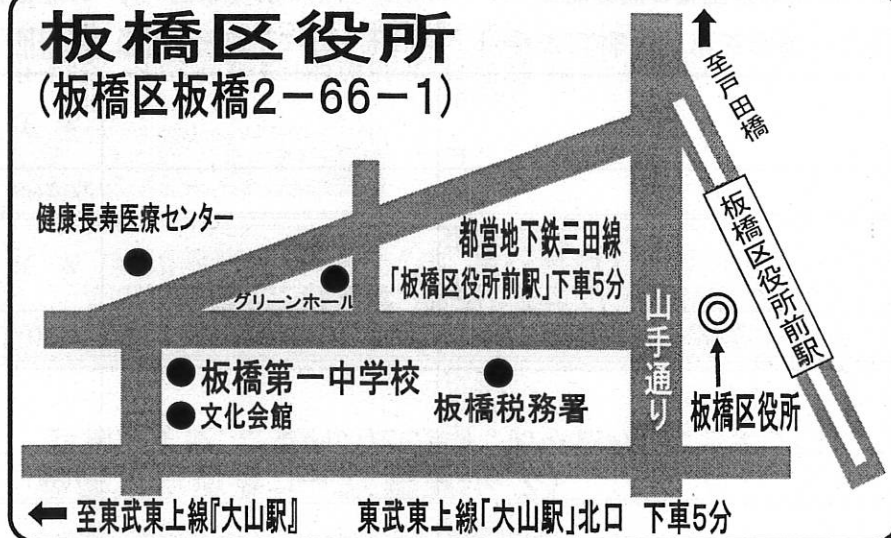 板橋区役所
(板橋区板橋2-66-1)
至戸田橋
健康長寿医療センター
都営地下鉄三田線
「板橋区役所前駅」下車5分
グリーンホール
板橋区役所前駅
山手通り
板橋第一中学校
文化会館
板橋税務署
板橋区役所
← 至東武東上線『大山駅』
東武東上線「大山駅」北口 下車5分